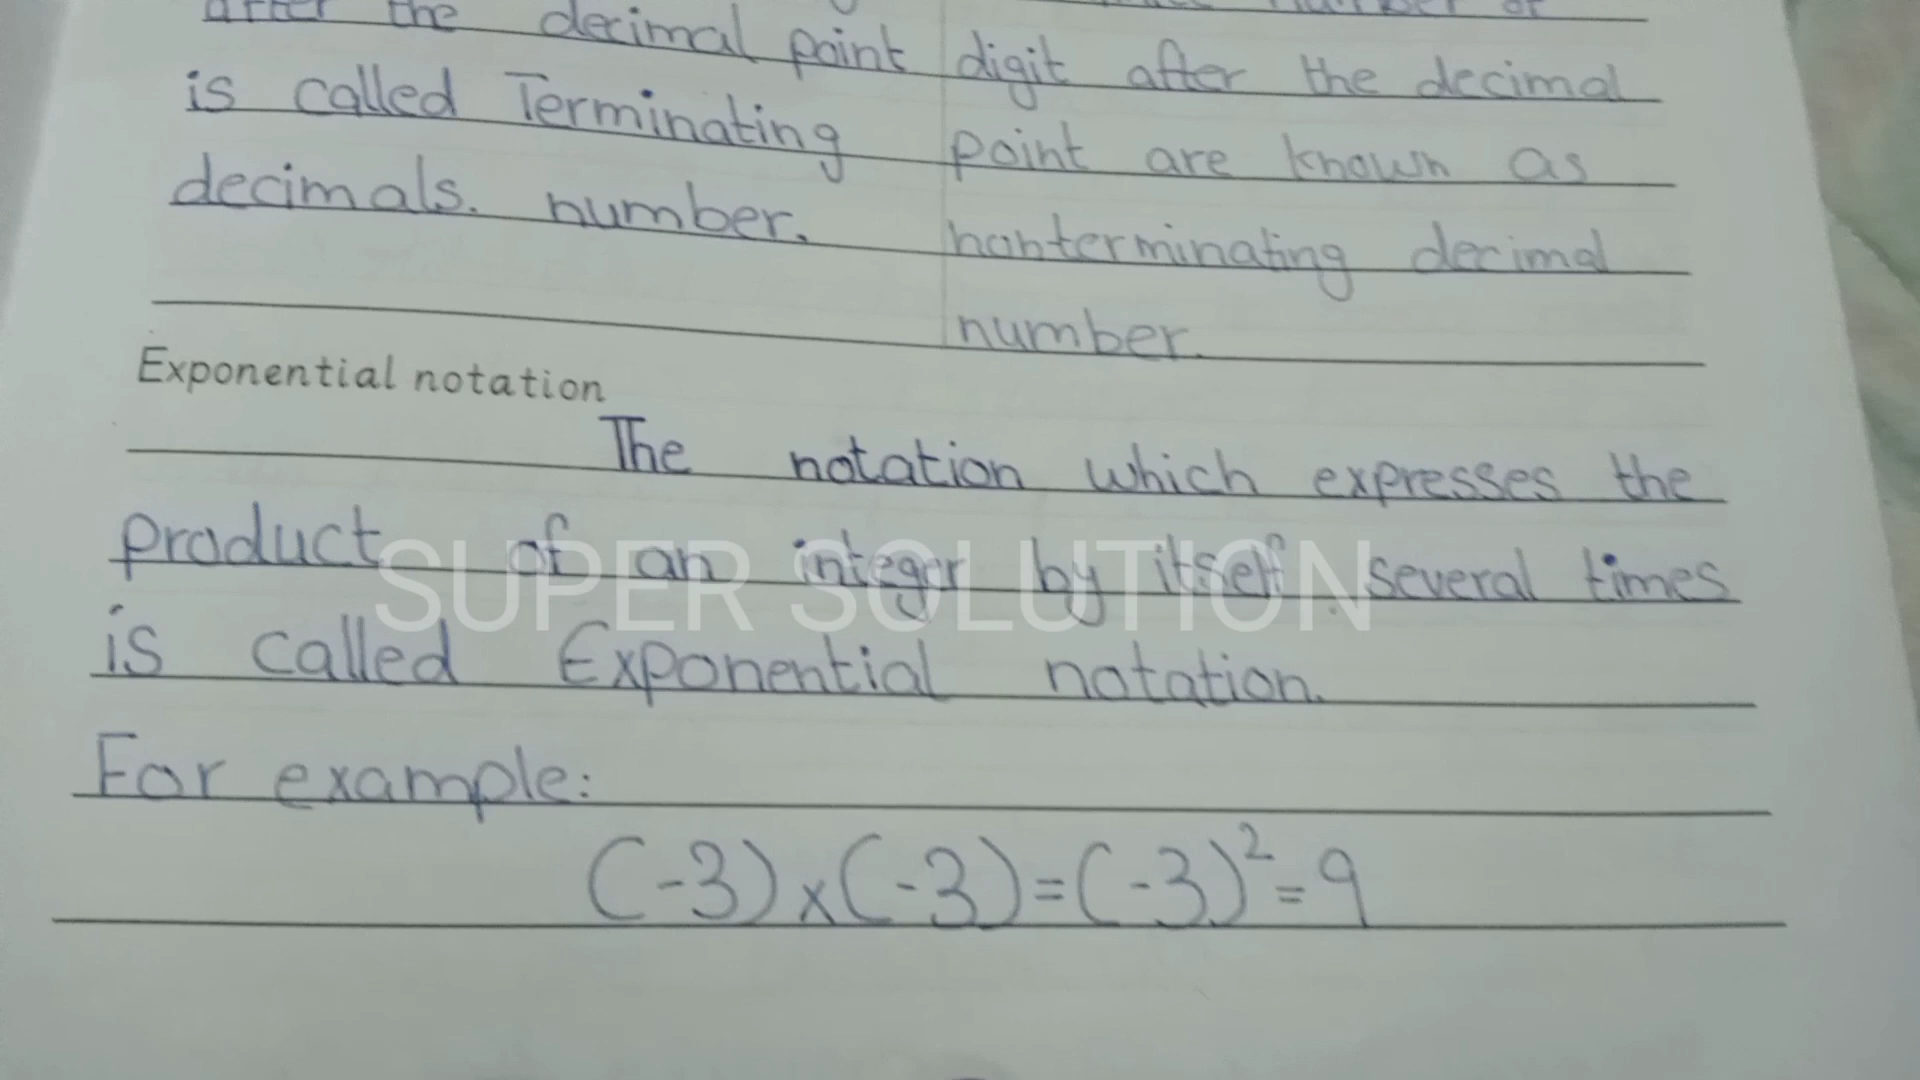 after the decimal point
is called Terminating
decimals. number.
number of
digit after the decimal
point are known as
nonterminating decimal
number.
Exponential notation
The notation which expresses the
product of an integer by itself several times
is called Exponential notation.
For example:
(-3)×(-3)=(-3)²=9
SUPER SOLUTION